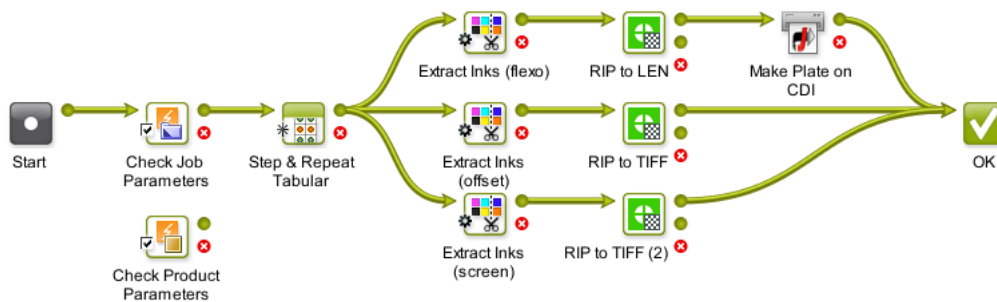 Extract Inks (flexo)
RIP to LEN
Make Plate on
CDI
Start
Check Job
Parameters
Step & Repeat
Tabular
Extract Inks
(offset)
RIP to TIFF
OK
Check Product
Parameters
Extract Inks
(screen)
RIP to TIFF (2)